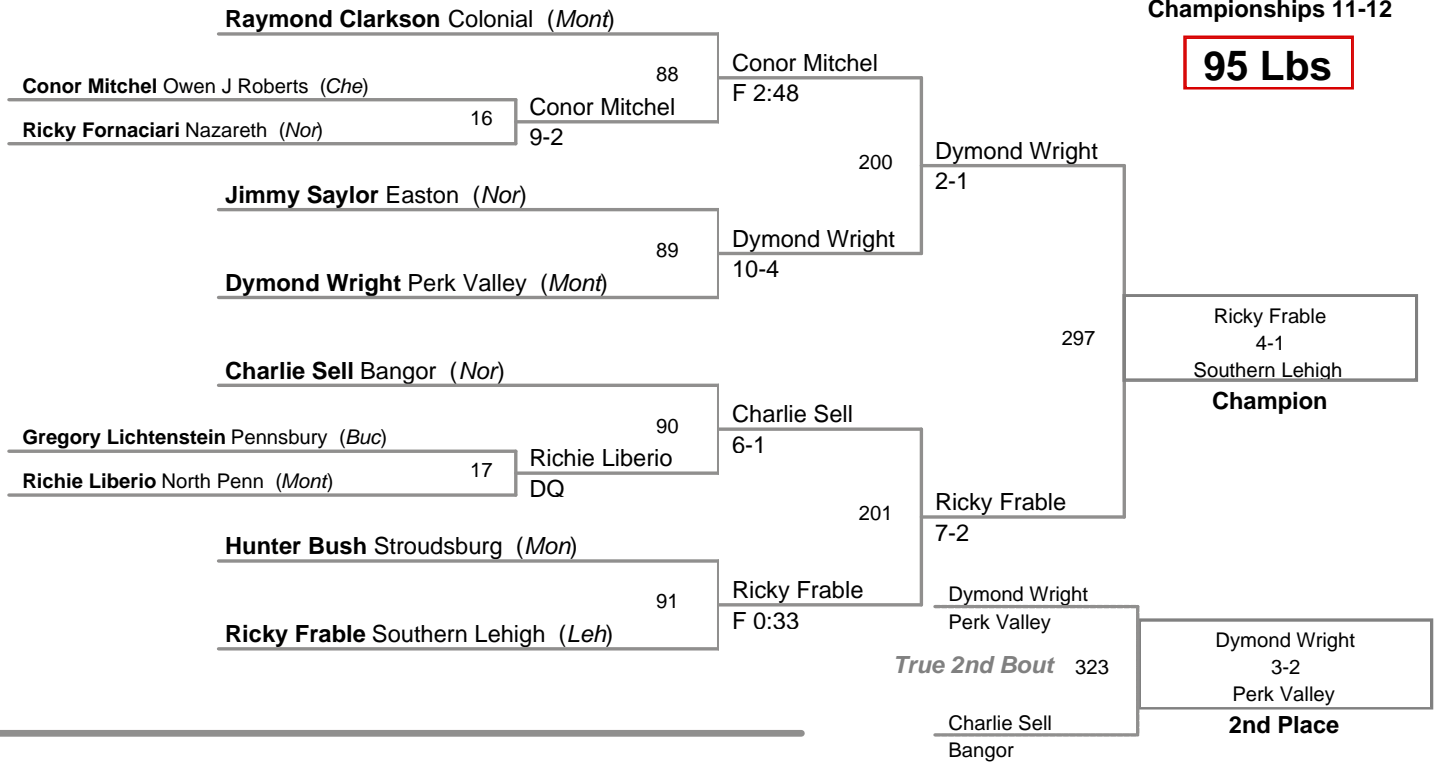 Championships 11-12
95 Lbs
Raymond Clarkson Colonial (Mont)
88
Conor Mitchel Owen J Roberts (Che)
16
Ricky Fornaciari Nazareth (Nor)
Conor Mitchel
9-2
Conor Mitchel
F 2:48
200
Jimmy Saylor Easton (Nor)
89
Dymond Wright Perk Valley (Mont)
Dymond Wright
10-4
Dymond Wright
2-1
297
Charlie Sell Bangor (Nor)
90
Gregory Lichtenstein Pennsbury (Buc)
17
Richie Liberio North Penn (Mont)
Richie Liberio
DQ
Charlie Sell
6-1
201
Hunter Bush Stroudsburg (Mon)
91
Ricky Frable Southern Lehigh (Leh)
Ricky Frable
F 0:33
Ricky Frable
7-2
Ricky Frable
4-1
Southern Lehigh
Champion
Dymond Wright
Perk Valley
True 2nd Bout 323
Charlie Sell
Bangor
Dymond Wright
3-2
Perk Valley
2nd Place